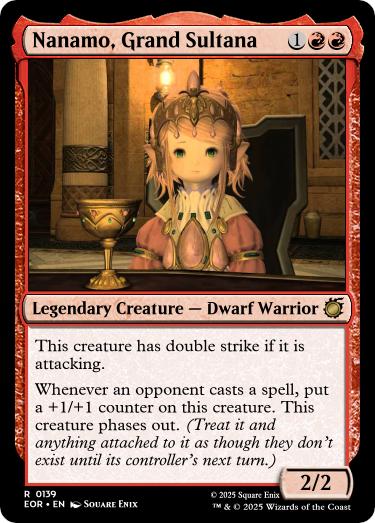 Nanamo, Grand Sultana 1
Legendary Creature — Dwarf Warrior
This creature has double strike if it is
attacking.
Whenever an opponent casts a spell, put
a +1/+1 counter on this creature. This
creature phases out. (Treat it and
anything attached to it as though they don't
exist until its controller's next turn.)
2/2
R 0139
EOR • EN SQUARE ENIX
© 2025 Square Enix
™ & © 2025 Wizards of the Coast